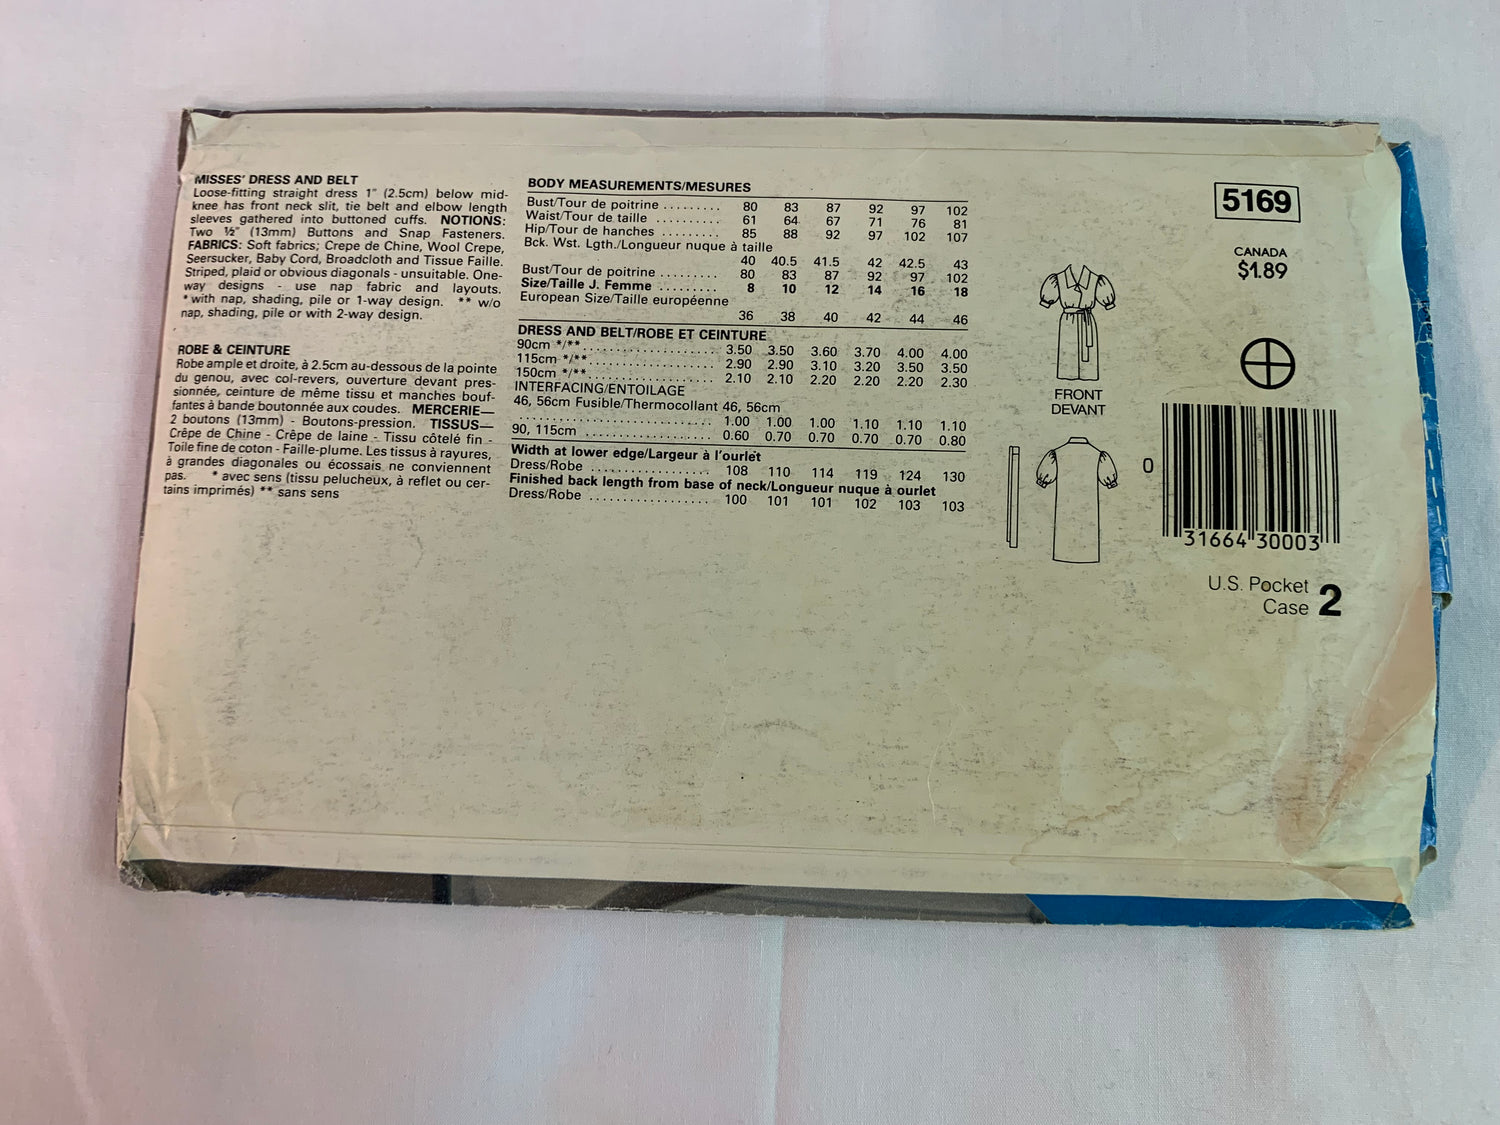 MISSES' DRESS AND BELT
Loose-fitting straight dress 1" (2.5cm) below mid-
knee has front neck slit, tie belt and elbow length
sleeves gathered into buttoned cuffs. NOTIONS:
Two ½" (13mm) Buttons and Snap Fasteners.
FABRICS: Soft fabrics; Crepe de Chine, Wool Crepe,
Seersucker, Baby Cord, Broadcloth and Tissue Faille.
Striped, plaid or obvious diagonals - unsuitable. One-
way designs - use nap fabric and layouts.
* with nap, shading, pile or 1-way design. ** w/o
nap, shading, pile or with 2-way design.
ROBE & CEINTURE
Robe ample et droite, à 2.5cm au-dessous de la pointe
du genou, avec col-revers, ouverture devant pres-
sionnée, ceinture de même tissu et manches bouf-
fantes à bande boutonnée aux coudes. MERCERIE—
2 boutons (13mm) - Boutons-pression. TISSUS—
Crêpe de Chine - Crêpe de laine - Tissu côtelé fin -
Toile fine de coton - Faille-plume. Les tissus à rayures,
à grandes diagonales ou écossais ne conviennent
pas. * avec sens (tissu pelucheux, à reflet ou cer-
tains imprimés) ** sans sens
BODY MEASUREMENTS/MESURES
Bust/Tour de poitrine ......... 80 83 87 92 97 102
Waist/Tour de taille .......... 61 64 67 71 76 81
Hip/Tour de hanches ......... 85 88 92 97 102 107
Bck. Wst. Lgth./Longueur nuque à taille
40 40.5 41.5 42 42.5 43
Bust/Tour de poitrine ......... 80 83 87 92 97 102
Size/Taille J. Femme ......... 8 10 12 14 16 18
European Size/Taille européenne
36 38 40 42 44 46
DRESS AND BELT/ROBE ET CEINTURE
90cm */** .................... 3.50 3.50 3.60 3.70 4.00 4.00
115cm */** ................... 2.90 2.90 3.10 3.20 3.50 3.50
150cm */** ................... 2.10 2.10 2.20 2.20 2.20 2.30
INTERFACING/ENTOILAGE
46, 56cm Fusible/Thermocollant 46, 56cm
............................ 1.00 1.00 1.00 1.10 1.10 1.10
90, 115cm .................. 0.60 0.70 0.70 0.70 0.70 0.80
Width at lower edge/Largeur à l'ourlet
Dress/Robe ................. 108 110 114 119 124 130
Finished back length from base of neck/Longueur nuque à ourlet
Dress/Robe ................. 100 101 101 102 103 103
FRONT
DEVANT
5169
CANADA
$1.89
0
31664 30003
U.S. Pocket
Case 2